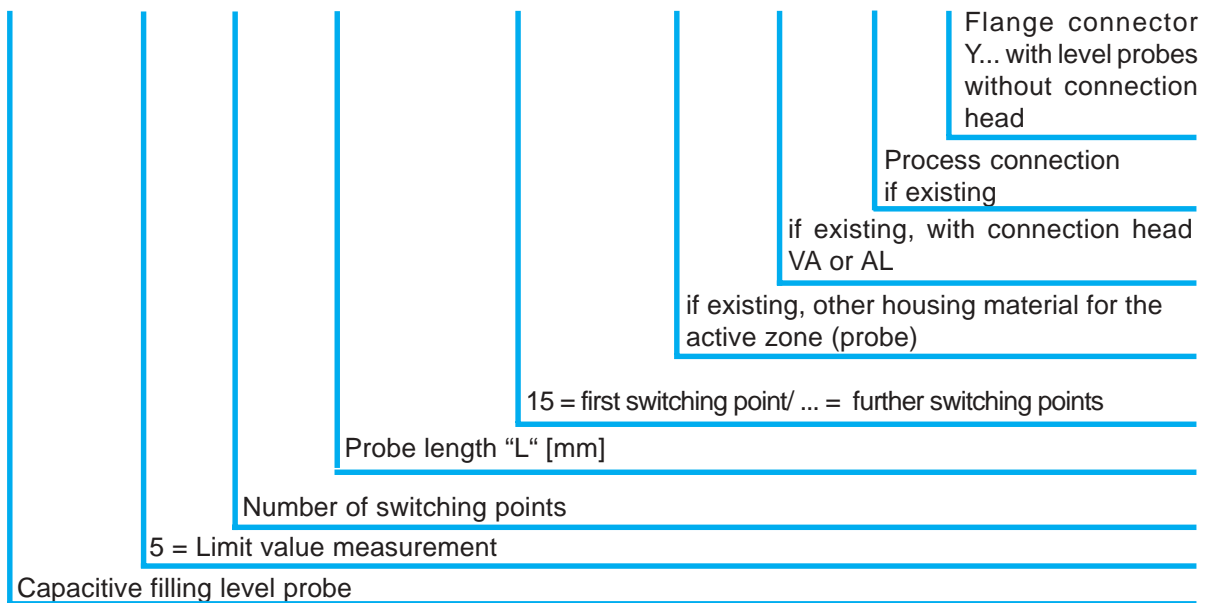 Flange connector
Y... with level probes
without connection
head
Process connection
if existing
if existing, with connection head
VA or AL
if existing, other housing material for the
active zone (probe)
15 = first switching point/ ... = further switching points
Probe length “L“ [mm]
Number of switching points
5 = Limit value measurement
Capacitive filling level probe